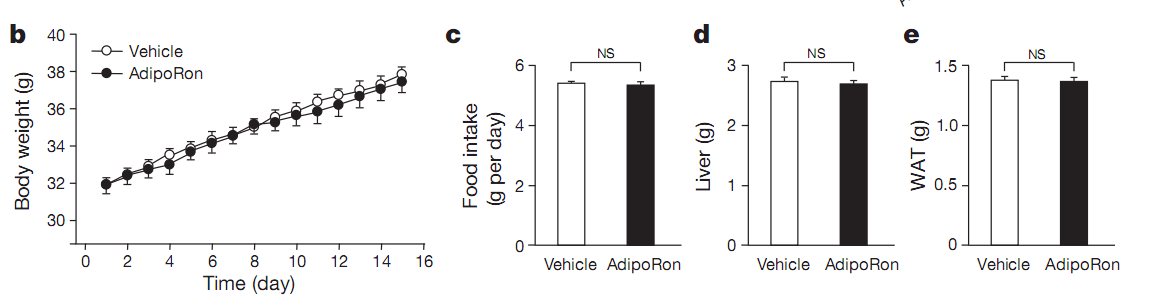 b
Body weight (g)
40
38
36
34
32
30
Vehicle
AdipoRon
0 2 4 6 8 10 12 14 16
Time (day)
c
Food intake
(g per day)
6
4
2
0
NS
Vehicle AdipoRon
d
Liver (g)
3
2
1
0
NS
Vehicle AdipoRon
e
WAT (g)
1.5
1.0
0.5
0
NS
Vehicle AdipoRon